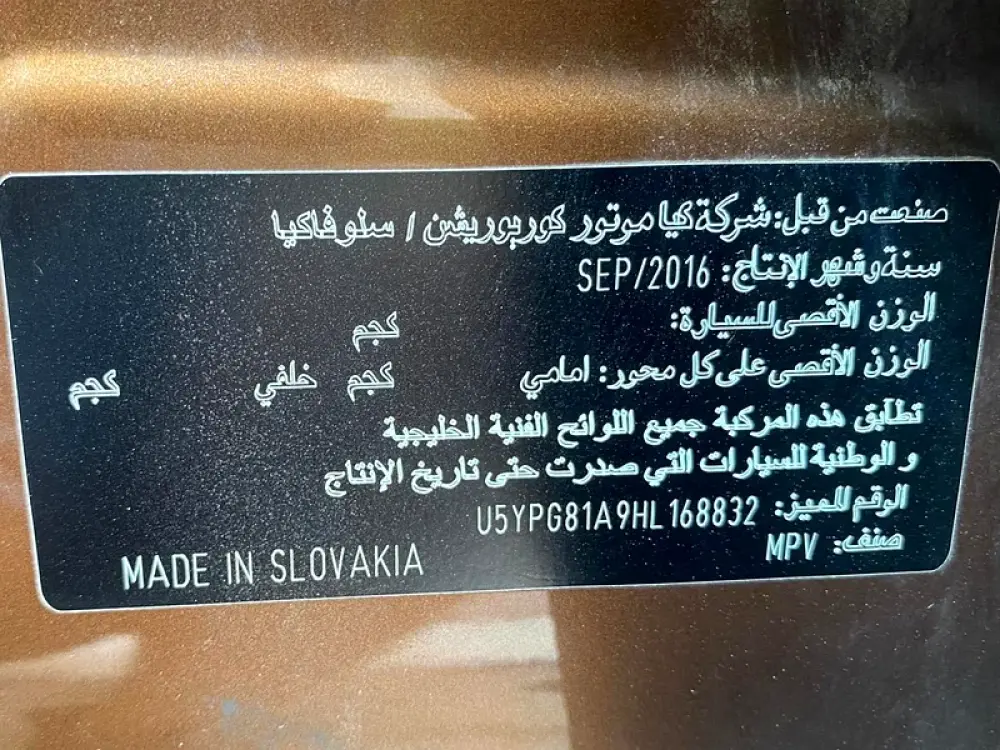 صنعت من قبل: شركة كيا موتور كوربوريشن / سلوفاكيا
سنة وشهر الإنتاج: SEP/2016
الوزن الأقصى للسيارة: كجم
الوزن الأقصى على كل محور: امامي كجم خلفي كجم
تطابق هذه المركبة جميع اللوائح الفنية الخليجية
و الوطنية للسيارات التي صدرت حتى تاريخ الإنتاج
الرقم المميز: U5YPG81A9HL168832
صنف: MPV
MADE IN SLOVAKIA